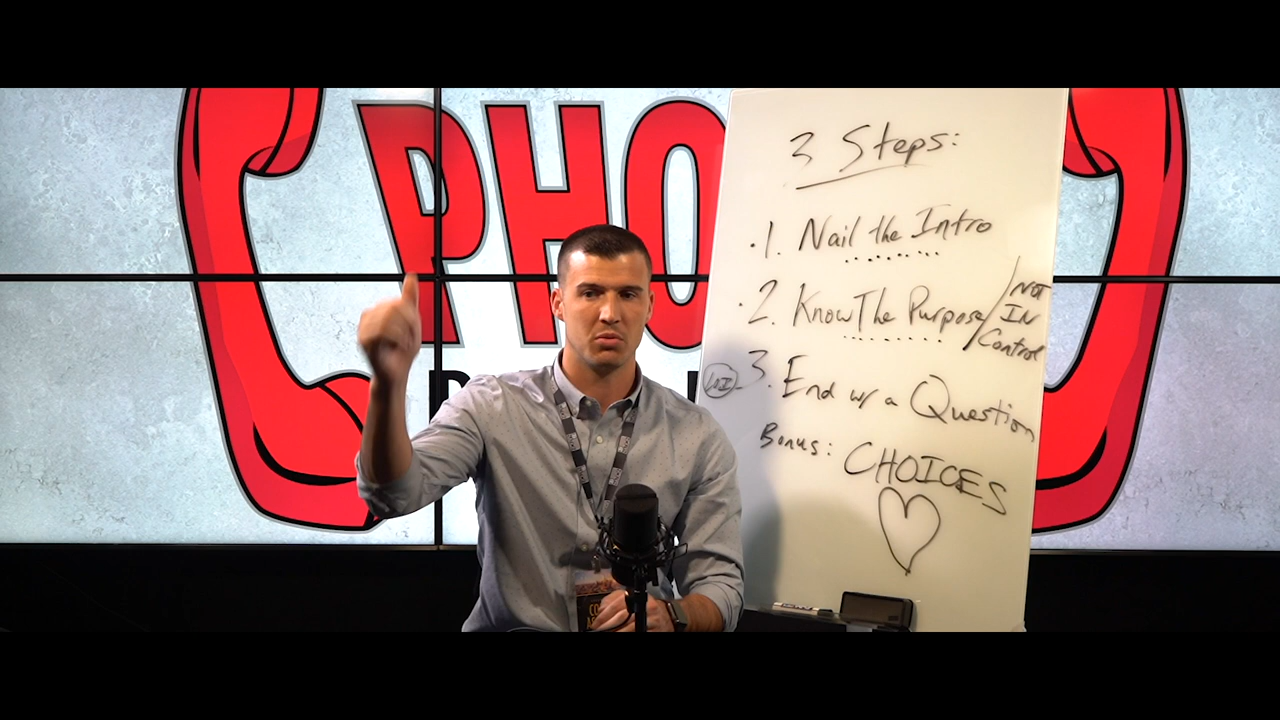 PHO
3 Steps:
.1. Nail the Intro
.2. Know The Purpose/NOT IN Control
LOI 3. End w/ a Question
Bonus: CHOICES